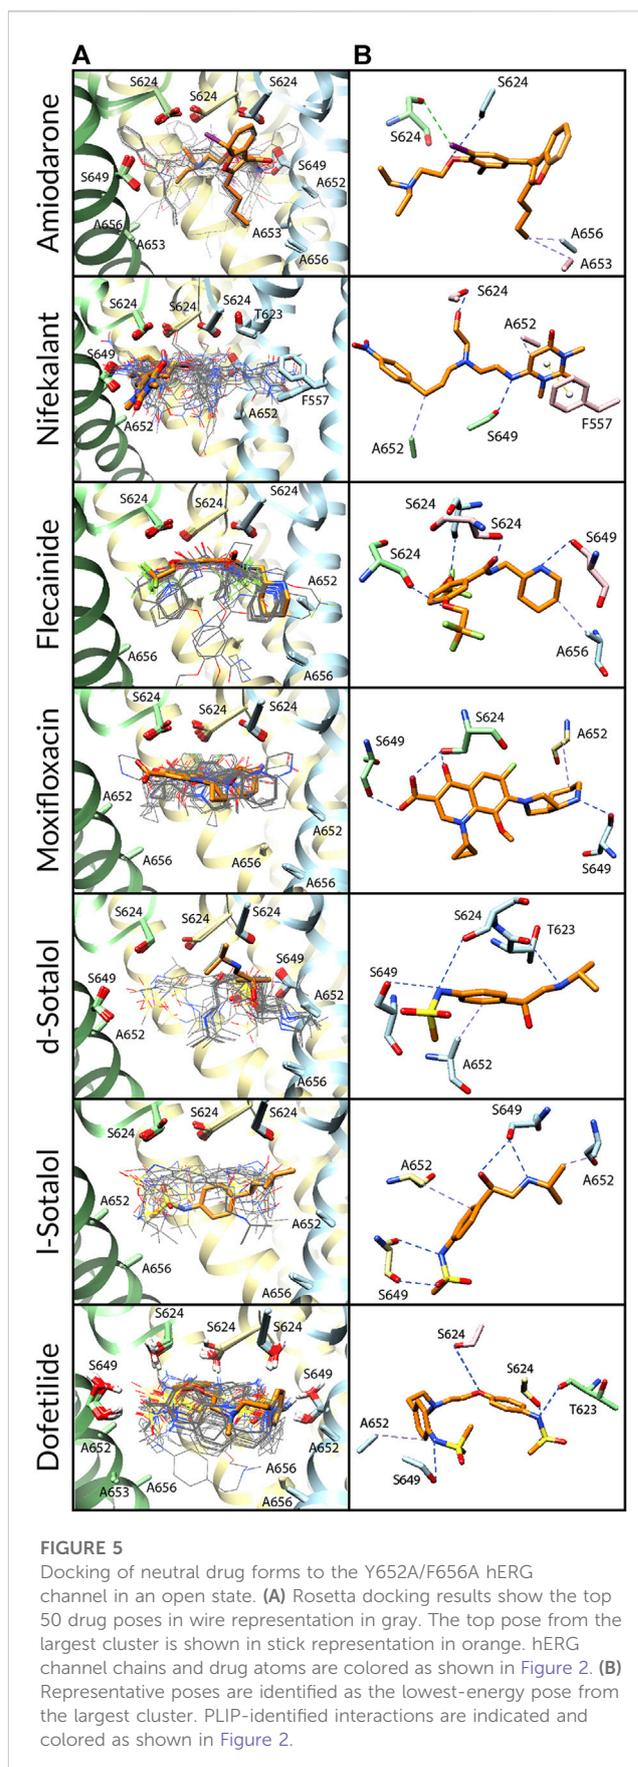 A
B
Amiodarone
S624
S624
S624
S649
S649
A652
A656
A653
A653
A656
S624
S624
A656
A653
Nifekalant
S624
S624
S624
T623
S649
A652
A652
F557
S624
A652
A652
S649
F557
Flecainide
S624
S624
S624
A652
A656
A656
S624
S624
S624
S649
A656
Moxifloxacin
S624
S624
S624
A652
A652
A656
A656
A656
S649
S624
A652
S649
d-Sotalol
S624
S624
S624
S649
S649
A652
A652
A656
S624
T623
S649
A652
l-Sotalol
S624
S624
S624
A652
A652
A656
A656
S649
A652
A652
S649
Dofetilide
S624
S624
S624
S649
S649
A652
A652
A653
A656
A656
A656
S624
S624
T623
A652
S649
FIGURE 5
Docking of neutral drug forms to the Y652A/F656A hERG
channel in an open state. (A) Rosetta docking results show the top
50 drug poses in wire representation in gray. The top pose from the
largest cluster is shown in stick representation in orange. hERG
channel chains and drug atoms are colored as shown in Figure 2. (B)
Representative poses are identified as the lowest-energy pose from
the largest cluster. PLIP-identified interactions are indicated and
colored as shown in Figure 2.